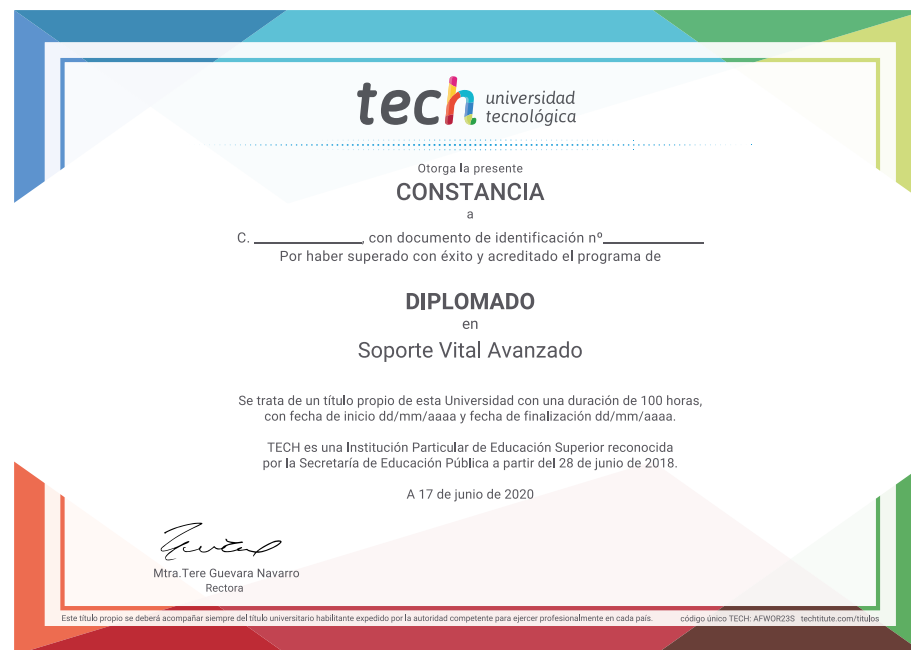 tech universidad
tecnológica
Otorga la presente
CONSTANCIA
a
C. ____________, con documento de identificación nº____________
Por haber superado con éxito y acreditado el programa de
DIPLOMADO
en
Soporte Vital Avanzado
Se trata de un título propio de esta Universidad con una duración de 100 horas,
con fecha de inicio dd/mm/aaaa y fecha de finalización dd/mm/aaaa.
TECH es una Institución Particular de Educación Superior reconocida
por la Secretaría de Educación Pública a partir del 28 de junio de 2018.
A 17 de junio de 2020
Mtra.Tere Guevara Navarro
Rectora
Este título propio se deberá acompañar siempre del título universitario habilitante expedido por la autoridad competente para ejercer profesionalmente en cada país. código único TECH: AFWOR23S techtitute.com/titulos